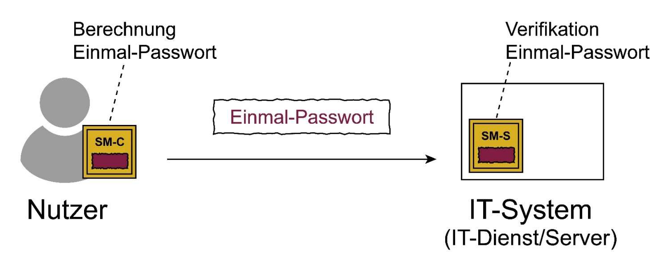 Berechnung
Einmal-Passwort
Verifikation
Einmal-Passwort
Einmal-Passwort
SM-C
SM-S
Nutzer
IT-System
(IT-Dienst/Server)